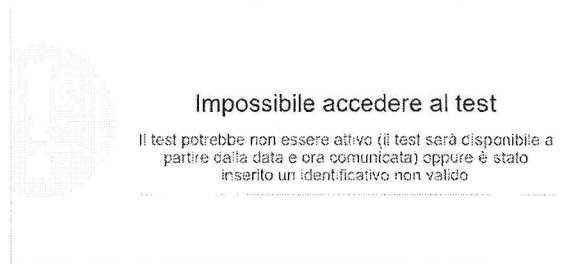 Impossibile accedere al test
Il test potrebbe non essere attivo (il test sarà disponibile a
partire dalla data e ora comunicata) oppure è stato
inserito un identificativo non valido